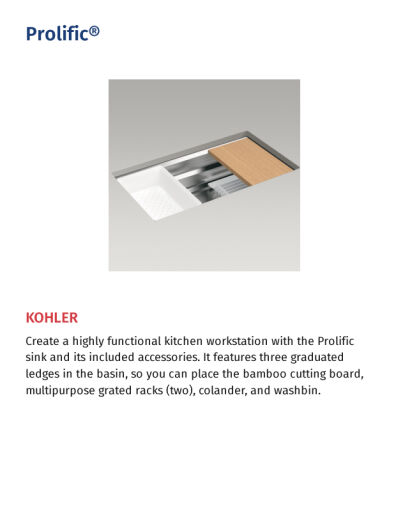 Prolific®
KOHLER
Create a highly functional kitchen workstation with the Prolific
sink and its included accessories. It features three graduated
ledges in the basin, so you can place the bamboo cutting board,
multipurpose grated racks (two), colander, and washbin.